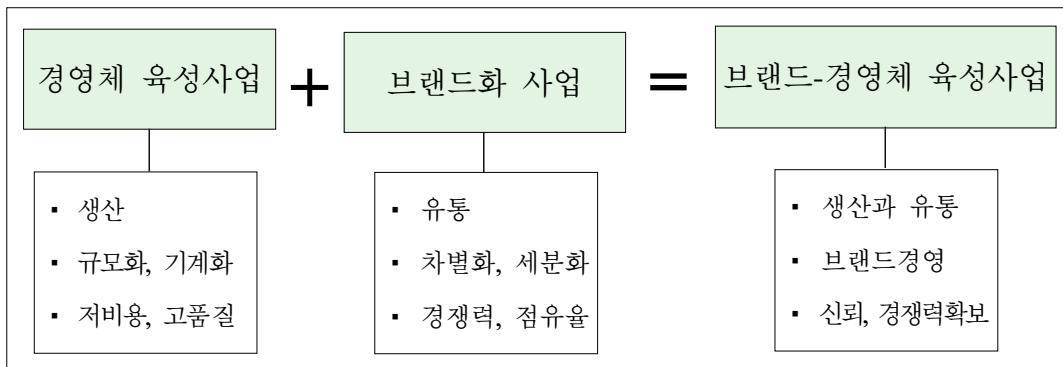 경영체 육성사업
+
브랜드화 사업
=
브랜드-경영체 육성사업
▪ 생산
▪ 규모화, 기계화
▪ 저비용, 고품질
▪ 유통
▪ 차별화, 세분화
▪ 경쟁력, 점유율
▪ 생산과 유통
▪ 브랜드경영
▪ 신뢰, 경쟁력확보